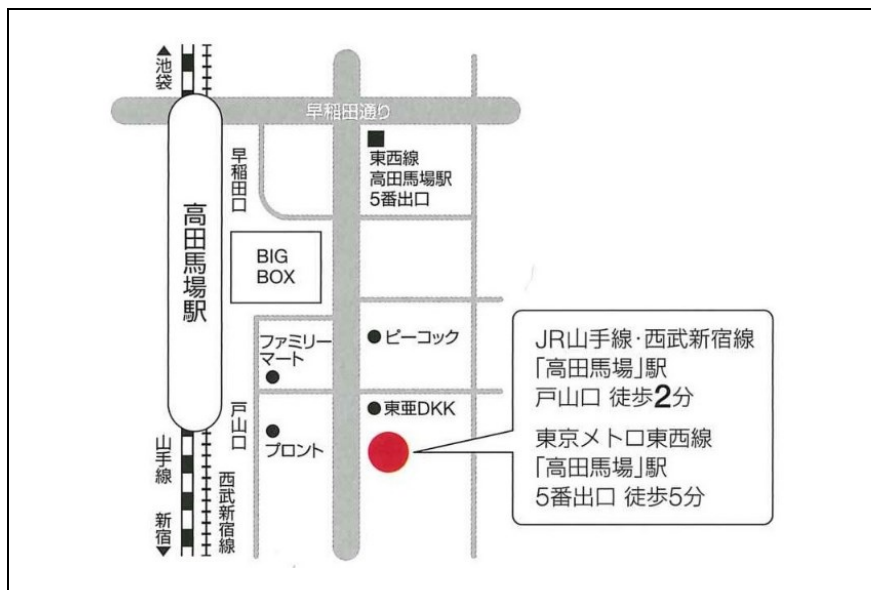 ▲池袋
早稲田通り
早稲田口
東西線
高田馬場駅
5番出口
高田馬場駅
BIG
BOX
ファミリー
マート
ピーコック
戸山口
東亜DKK
プロント
山手線
新宿▼
西武新宿線
JR山手線・西武新宿線
「高田馬場」駅
戸山口 徒歩2分
東京メトロ東西線
「高田馬場」駅
5番出口 徒歩5分